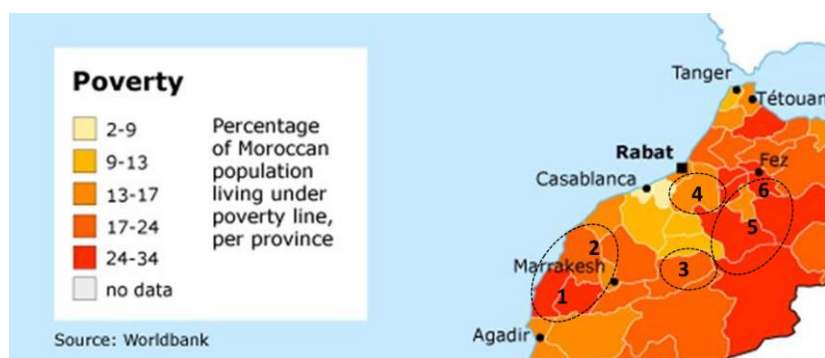 Poverty
2-9
9-13
13-17
17-24
24-34
no data
Percentage
of Moroccan
population
living under
poverty line,
per province
Source: Worldbank
Tanger
Tétouan
Rabat
Fez
Casablanca
6
4
5
2
3
Marrakesh
1
Agadir